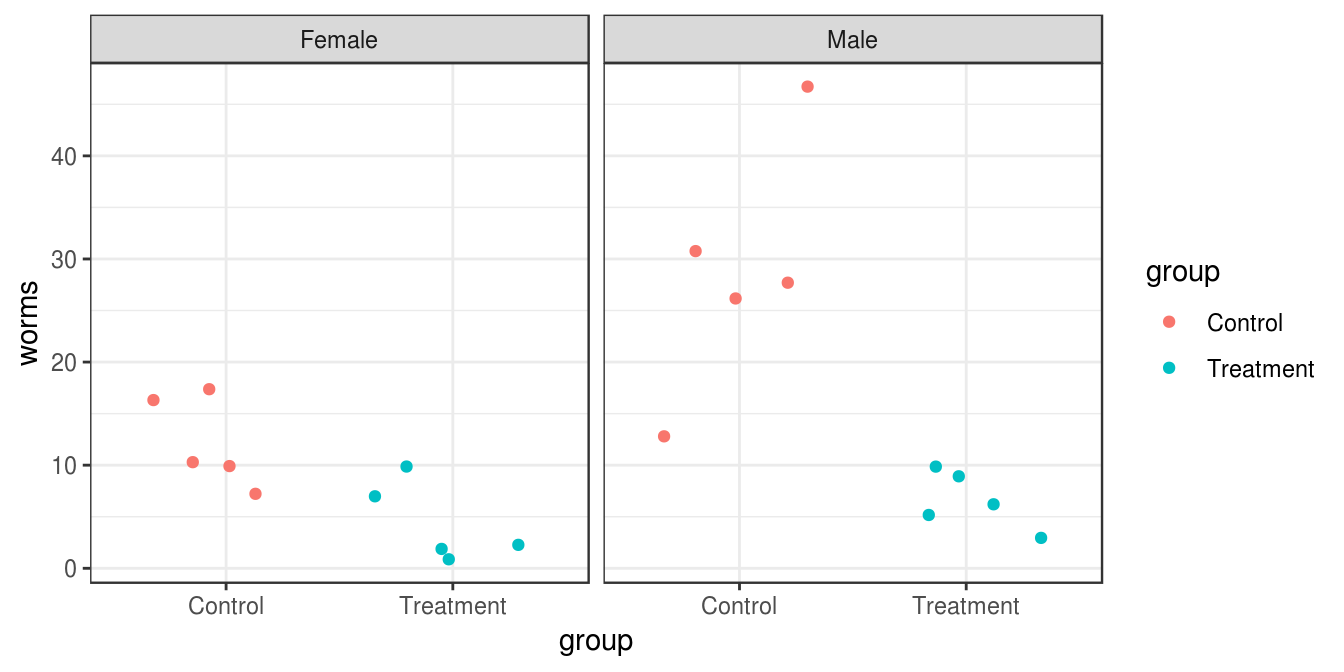 Female
Male
worms
40
30
20
10
0
Control
Treatment
Control
Treatment
group
group
Control
Treatment